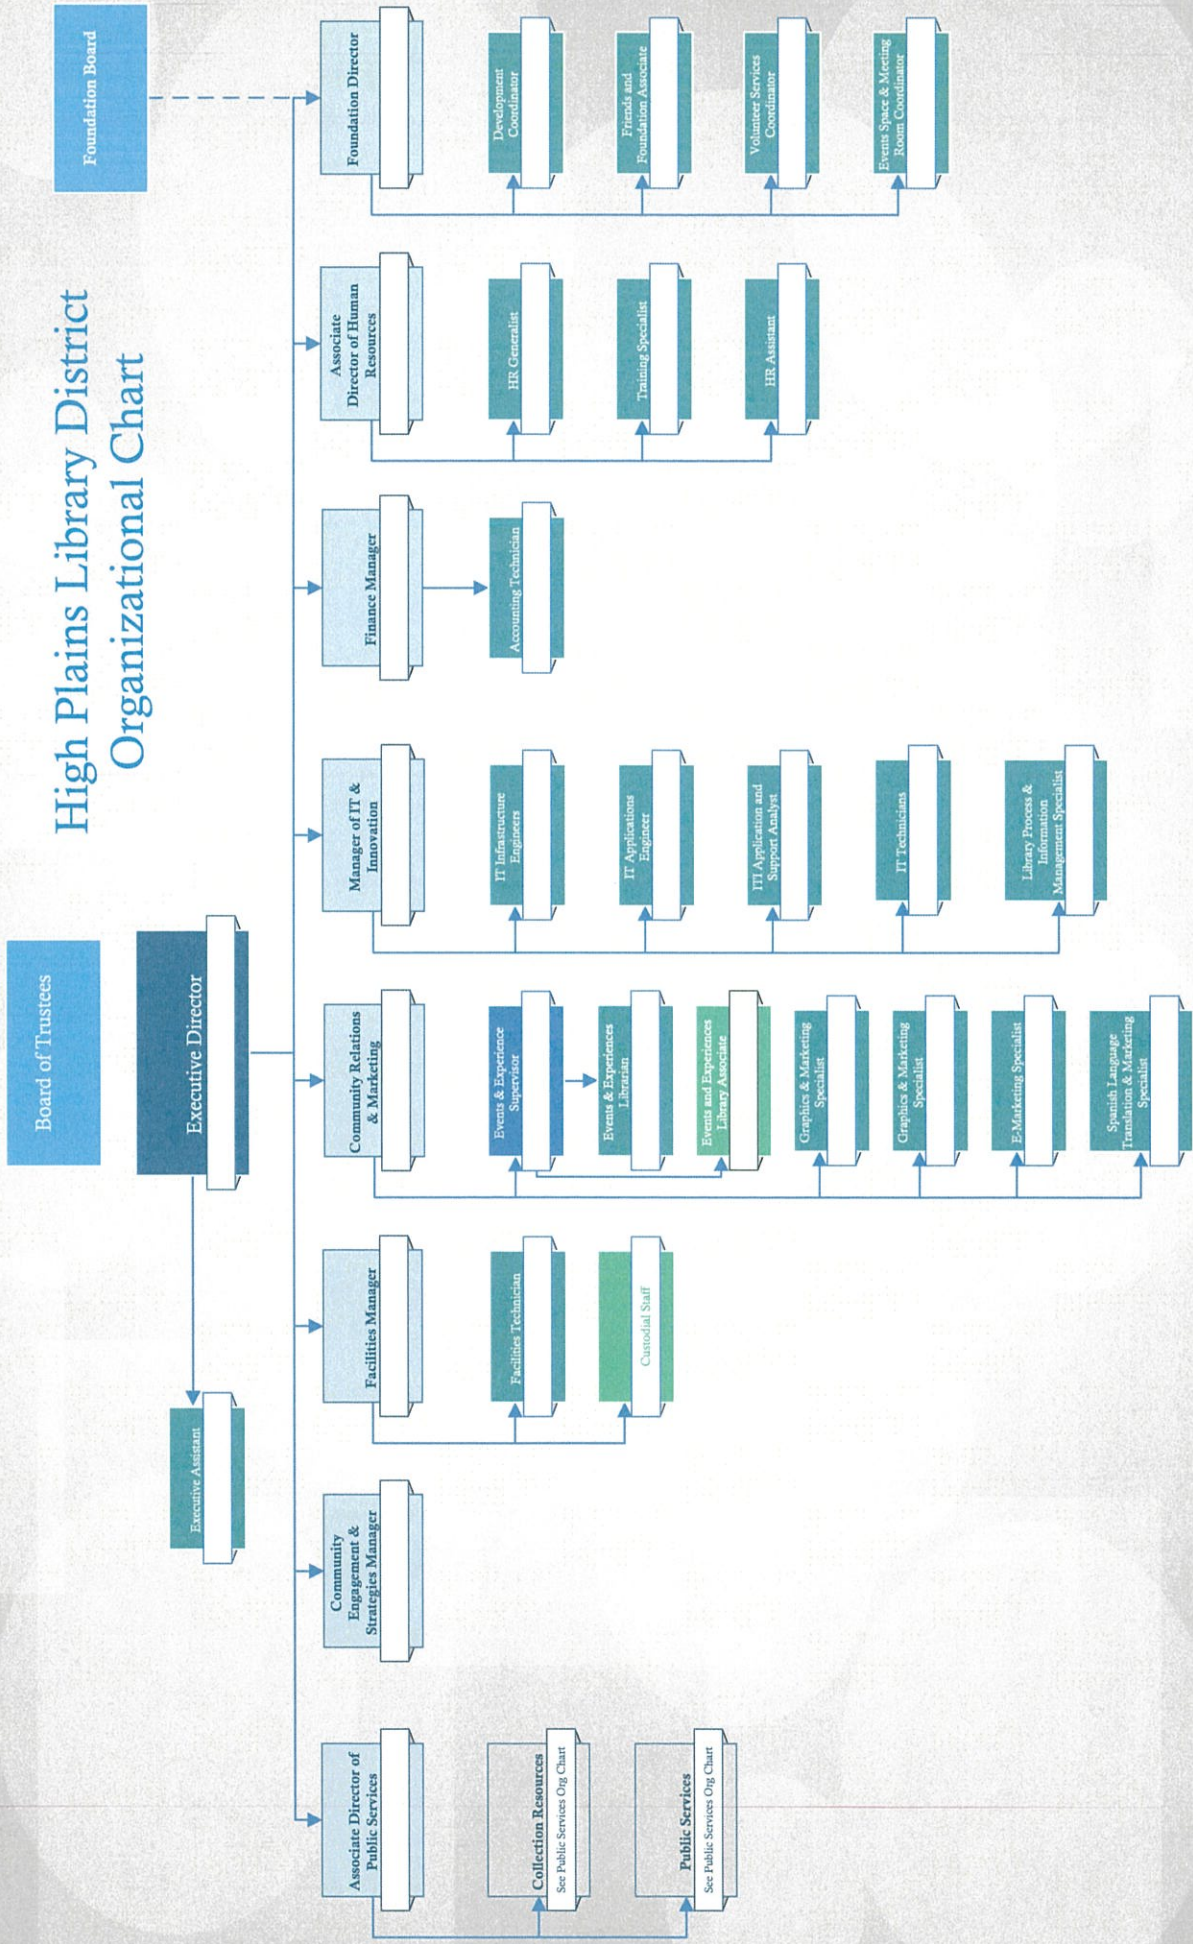 Board of Trustees
High Plains Library District
Organizational Chart
Foundation Board
Executive Director
Executive Assistant
Associate Director of
Public Services
Collection Resources
See Public Services Org Chart
Public Services
See Public Services Org Chart
Community
Engagement &
Strategies Manager
Facilities Manager
Facilities Technician
Custodial Staff
Community Relations
& Marketing
Events & Experience
Supervisor
Events & Experiences
Librarian
Events and Experiences
Library Associate
Graphics & Marketing
Specialist
Graphics & Marketing
Specialist
E-Marketing Specialist
Spanish Language
Translation & Marketing
Specialist
Manager of IT &
Innovation
IT Infrastructure
Engineers
IT Applications
Engineer
ITI Application and
Support Analyst
IT Technicians
Library Process &
Information
Management Specialist
Finance Manager
Accounting Technician
Associate
Director of Human
Resources
HR Generalist
Training Specialist
HR Assistant
Foundation Director
Development
Coordinator
Friends and
Foundation Associate
Volunteer Services
Coordinator
Events Space & Meeting
Room Coordinator